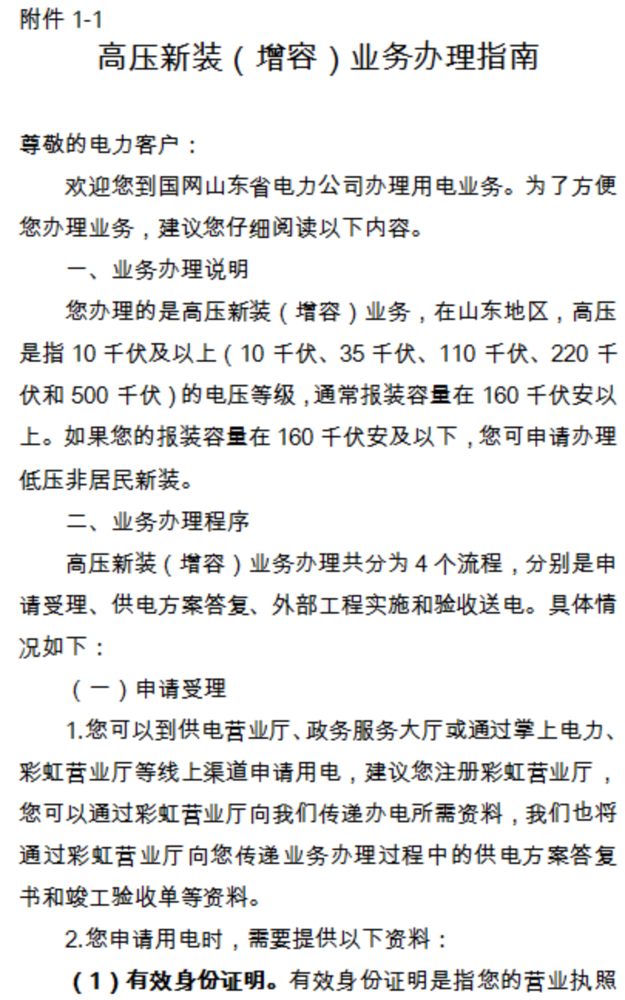 附件 1-1
高压新装（增容）业务办理指南
尊敬的电力客户：
欢迎您到国网山东省电力公司办理用电业务。为了方便
您办理业务，建议您仔细阅读以下内容。
一、业务办理说明
您办理的是高压新装（增容）业务，在山东地区，高压
是指 10 千伏及以上（10 千伏、35 千伏、110 千伏、220 千
伏和 500 千伏）的电压等级，通常报装容量在 160 千伏安以
上。如果您的报装容量在 160 千伏安及以下，您可申请办理
低压非居民新装。
二、业务办理程序
高压新装（增容）业务办理共分为 4 个流程，分别是申
请受理、供电方案答复、外部工程实施和验收送电。具体情
况如下：
（一）申请受理
1.您可以到供电营业厅、政务服务大厅或通过掌上电力、
彩虹营业厅等线上渠道申请用电，建议您注册彩虹营业厅，
您可以通过彩虹营业厅向我们传递办电所需资料，我们也将
通过彩虹营业厅向您传递业务办理过程中的供电方案答复
书和竣工验收单等资料。
2.您申请用电时，需要提供以下资料：
（1）有效身份证明。有效身份证明是指您的营业执照